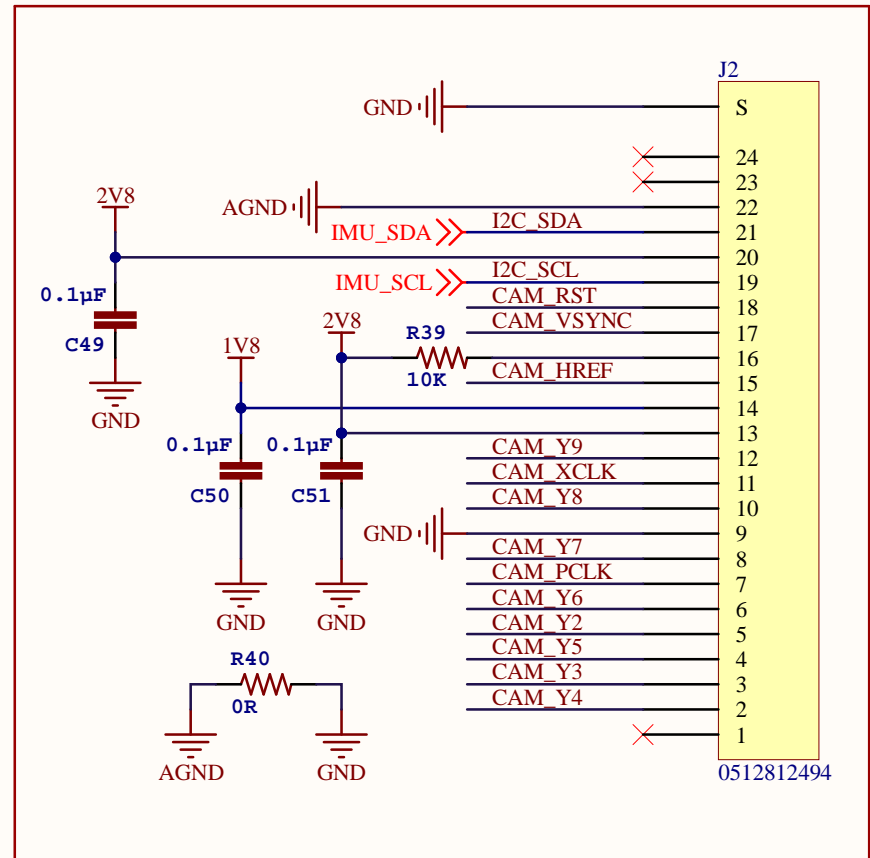 J2
GND S
24
23
2V8 AGND 22
IMU_SDA I2C_SDA 21
20
IMU_SCL I2C_SCL 19
0.1µF CAM_RST 18
2V8 CAM_VSYNC 17
C49 1V8 R39 16
10K CAM_HREF 15
GND 14
13
0.1µF 0.1µF CAM_Y9 12
CAM_XCLK 11
C50 C51 CAM_Y8 10
GND 9
CAM_Y7 8
CAM_PCLK 7
GND GND CAM_Y6 6
CAM_Y2 5
R40 CAM_Y5 4
CAM_Y3 3
0R CAM_Y4 2
1
AGND GND 0512812494